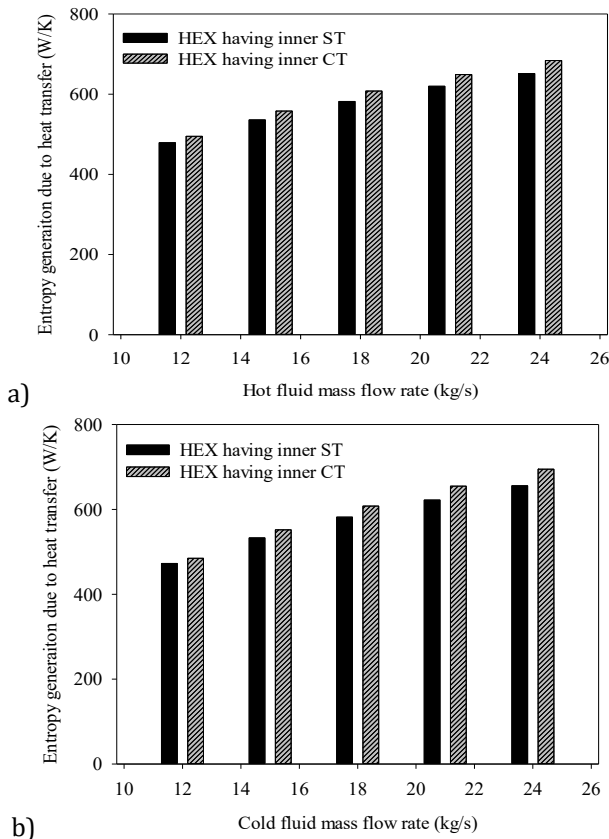 Entropy generaiton due to heat transfer (W/K)
800
600
400
200
0
HEX having inner ST
HEX having inner CT
10 12 14 16 18 20 22 24 26
Hot fluid mass flow rate (kg/s)
a)
Entropy generaiton due to heat transfer (W/K)
800
600
400
200
0
HEX having inner ST
HEX having inner CT
10 12 14 16 18 20 22 24 26
Cold fluid mass flow rate (kg/s)
b)